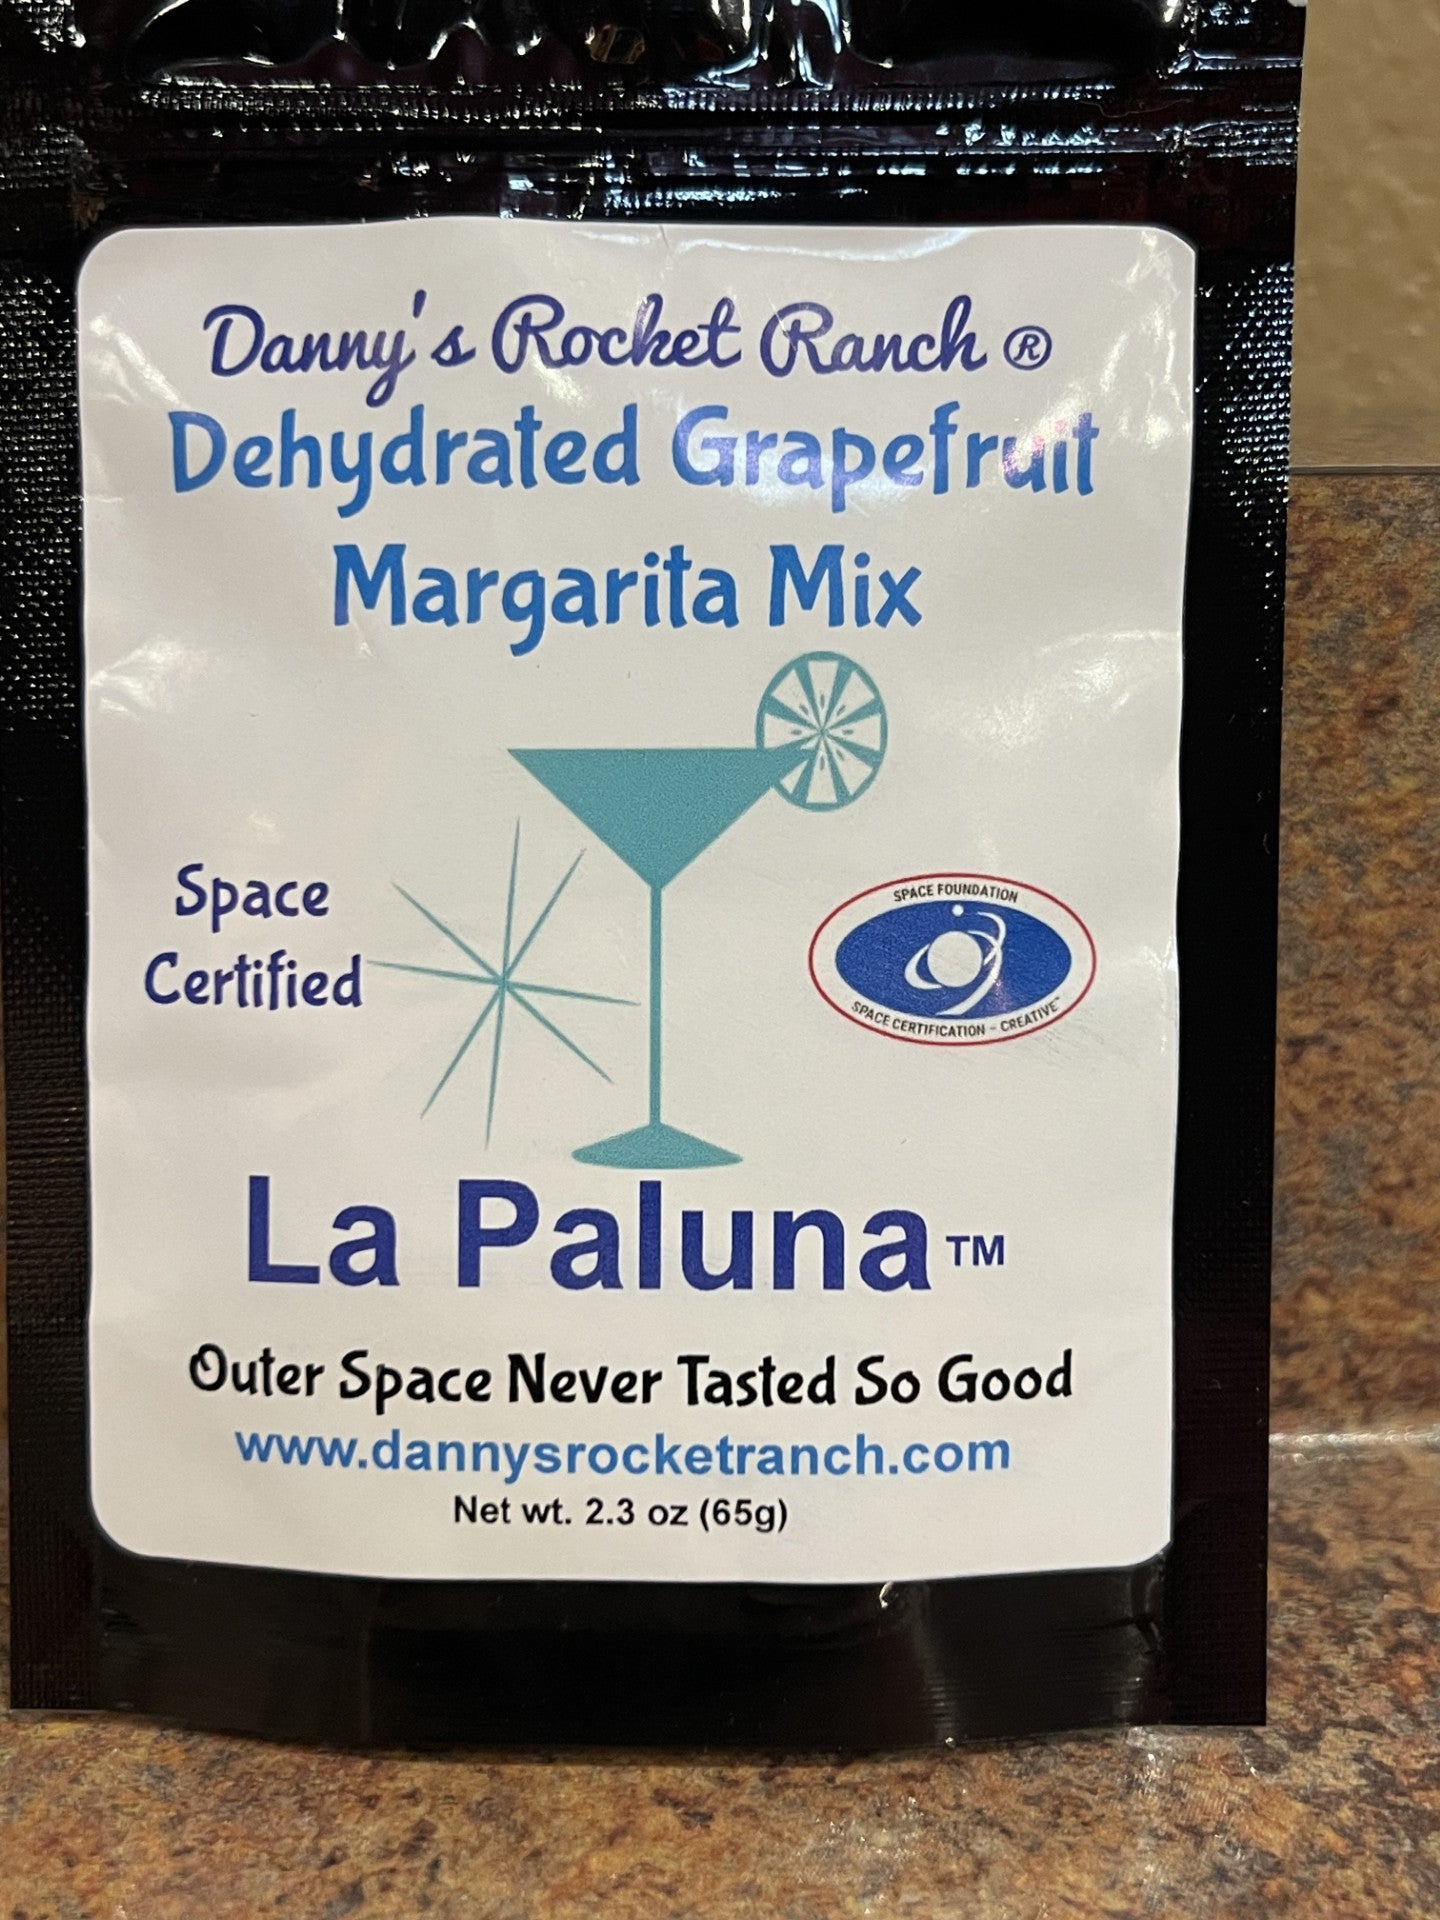 Danny's Rocket Ranch ®
Dehydrated Grapefruit
Margarita Mix
Space
Certified
SPACE FOUNDATION
SPACE CERTIFICATION - CREATIVE™
La Paluna™
Outer Space Never Tasted So Good
www.dannysrocketranch.com
Net wt. 2.3 oz (65g)